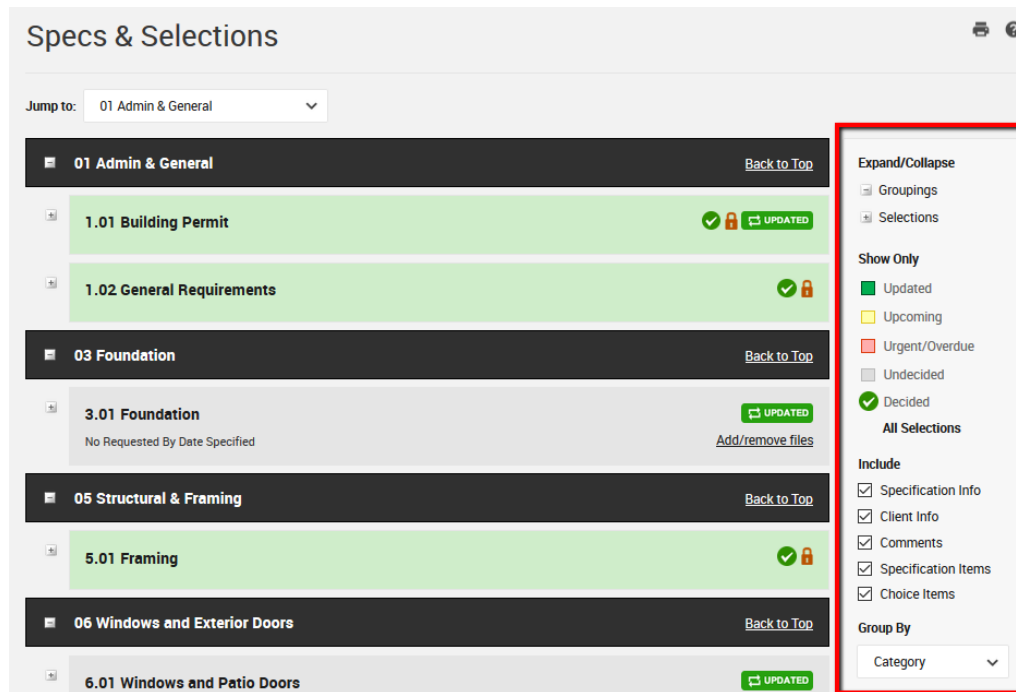 Specs & Selections
Jump to: 01 Admin & General
01 Admin & General Back to Top
1.01 Building Permit UPDATED
1.02 General Requirements
03 Foundation Back to Top
3.01 Foundation UPDATED
No Requested By Date Specified Add/remove files
05 Structural & Framing Back to Top
5.01 Framing
06 Windows and Exterior Doors Back to Top
6.01 Windows and Patio Doors UPDATED
Expand/Collapse
Groupings
Selections
Show Only
Updated
Upcoming
Urgent/Overdue
Undecided
Decided
All Selections
Include
Specification Info
Client Info
Comments
Specification Items
Choice Items
Group By
Category